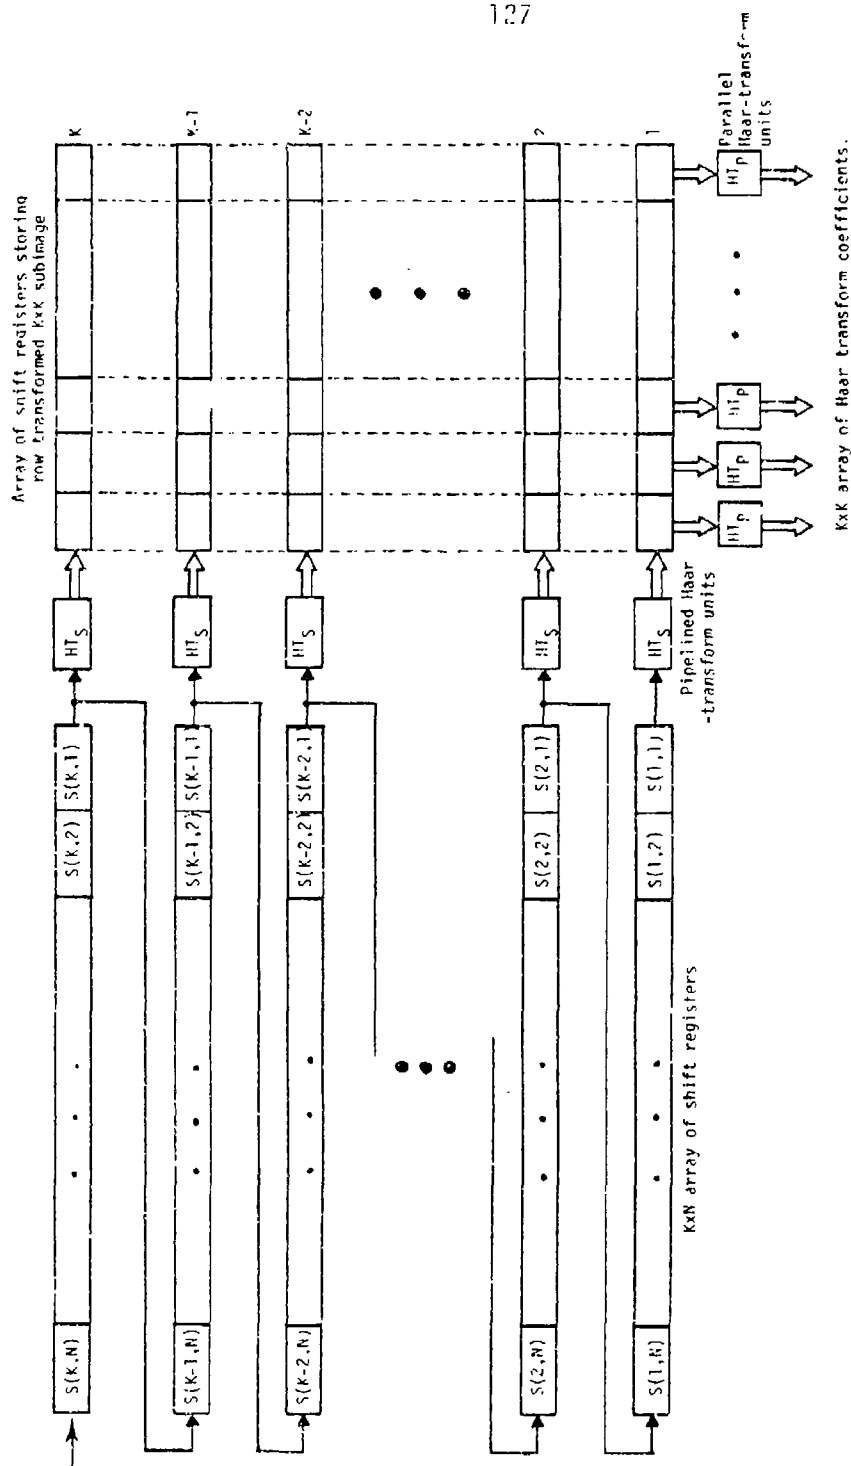 127
Array of shift registers storing
row transformed KxK subimage
S(K,N)
S(K,2)
S(K,1)
HT_S
K
S(K-1,N)
S(K-1,2)
S(K-1,1)
HT_S
K-1
S(K-2,N)
S(K-2,2)
S(K-2,1)
HT_S
K-2
S(2,N)
S(2,2)
S(2,1)
HT_S
2
S(1,N)
S(1,2)
S(1,1)
HT_S
1
KxN array of shift registers
Pipelined Haar
-transform units
HT_P
HT_P
HT_P
HT_P
Parallel
Haar-transform
units
KxK array of Haar transform coefficients.